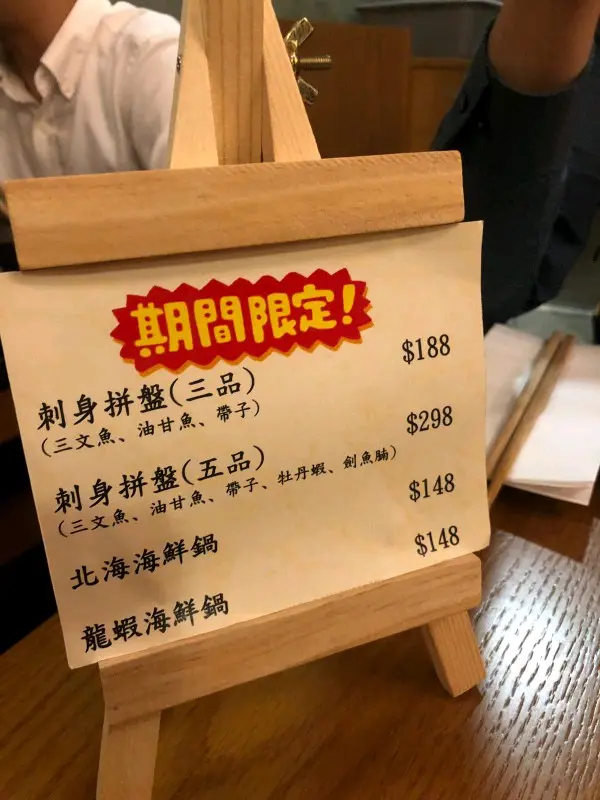 期間限定!
刺身拼盤(三品) $188
(三文魚、油甘魚、帶子)
刺身拼盤(五品) $298
(三文魚、油甘魚、帶子、牡丹蝦、劍魚腩)
北海海鮮鍋 $148
龍蝦海鮮鍋 $148